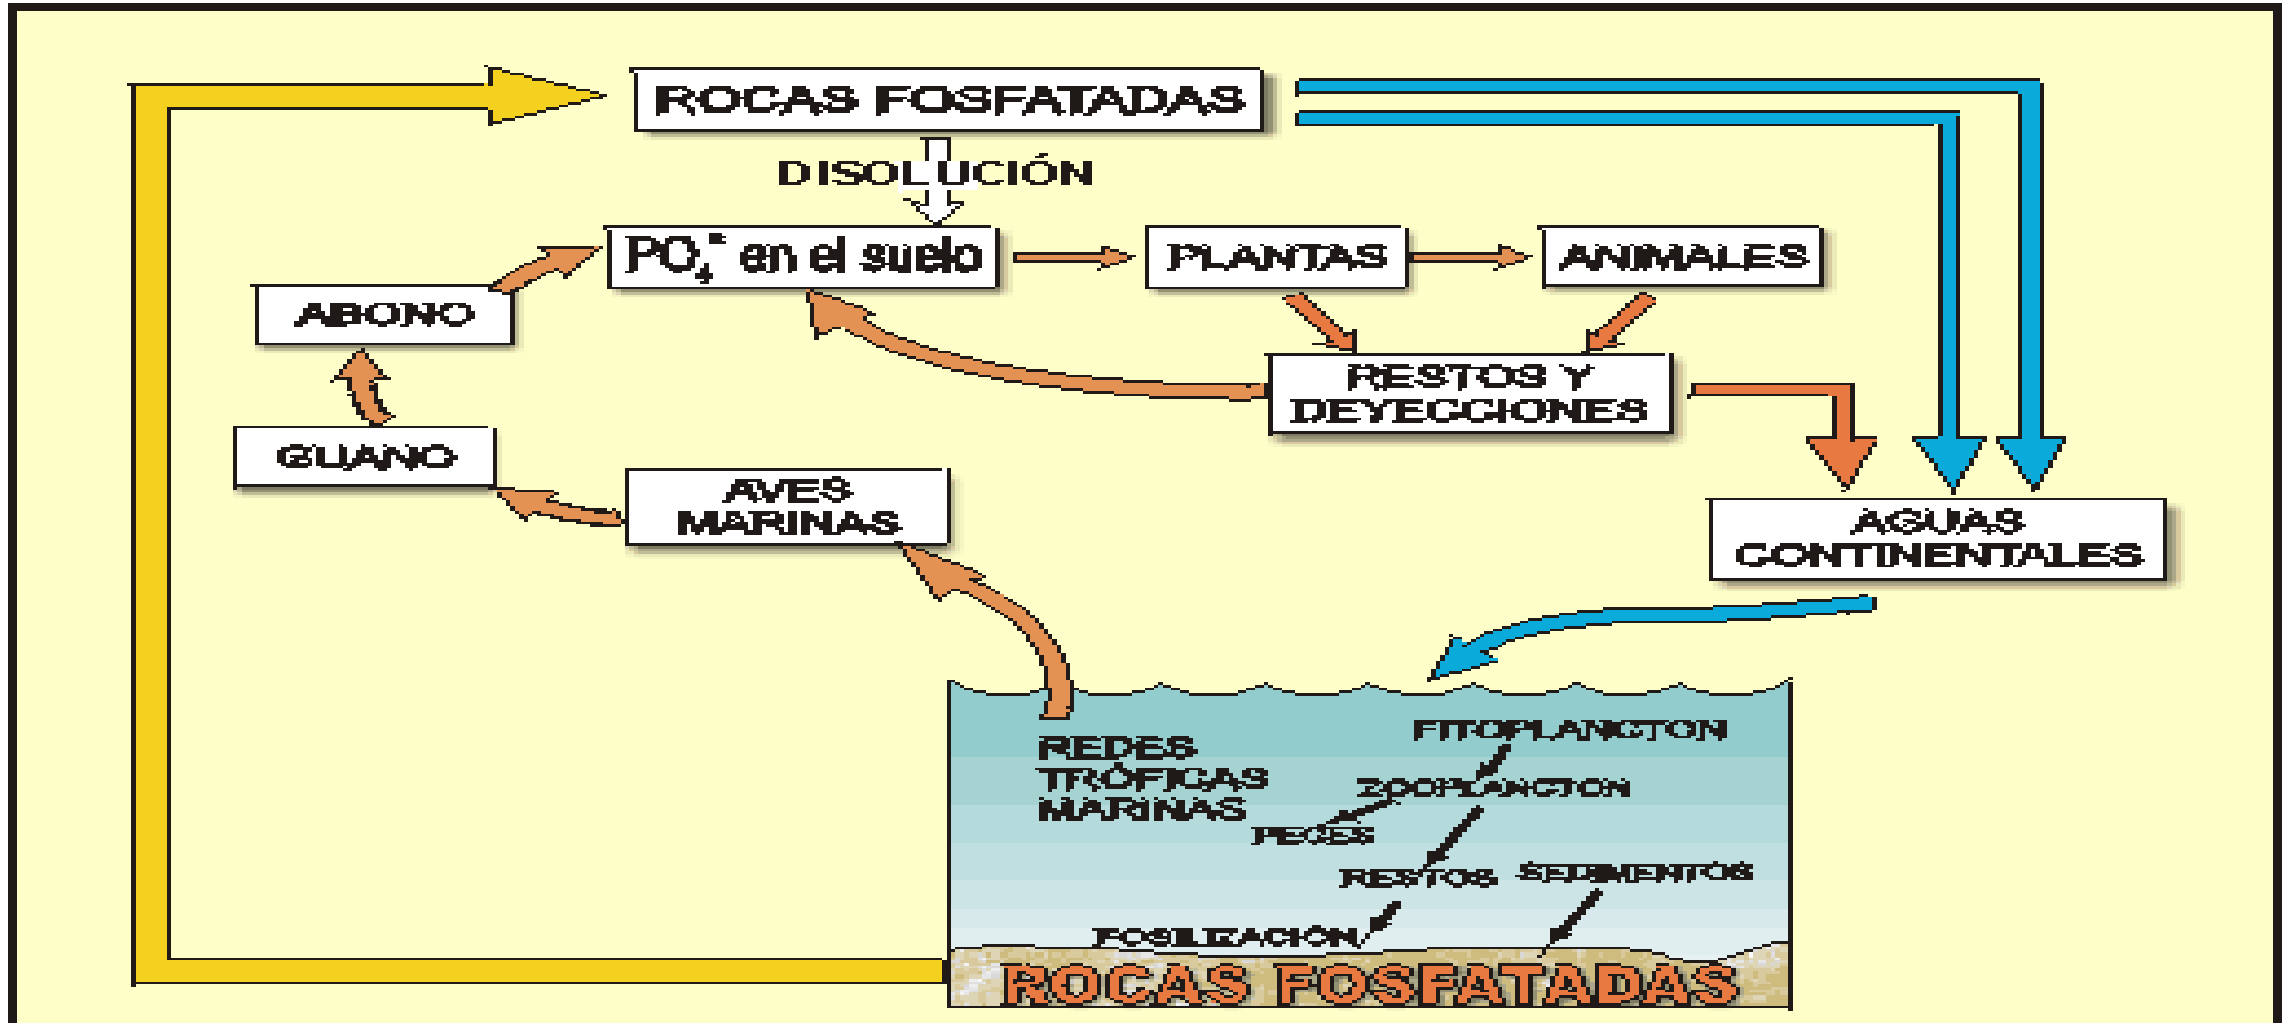 ROCAS FOSFATADAS
DISOLUCIÓN
PO₄⁼ en el suelo
PLANTAS
ANIMALES
ABONO
RESTOS Y
DEYECCIONES
GUANO
AVES
MARINAS
AGUAS
CONTINENTALES
REDES
TRÓFICAS
MARINAS
FITOPLANCTON
ZOOPLANCTON
PECES
RESTOS
SEDIMENTOS
FOSILIZACIÓN
ROCAS FOSFATADAS